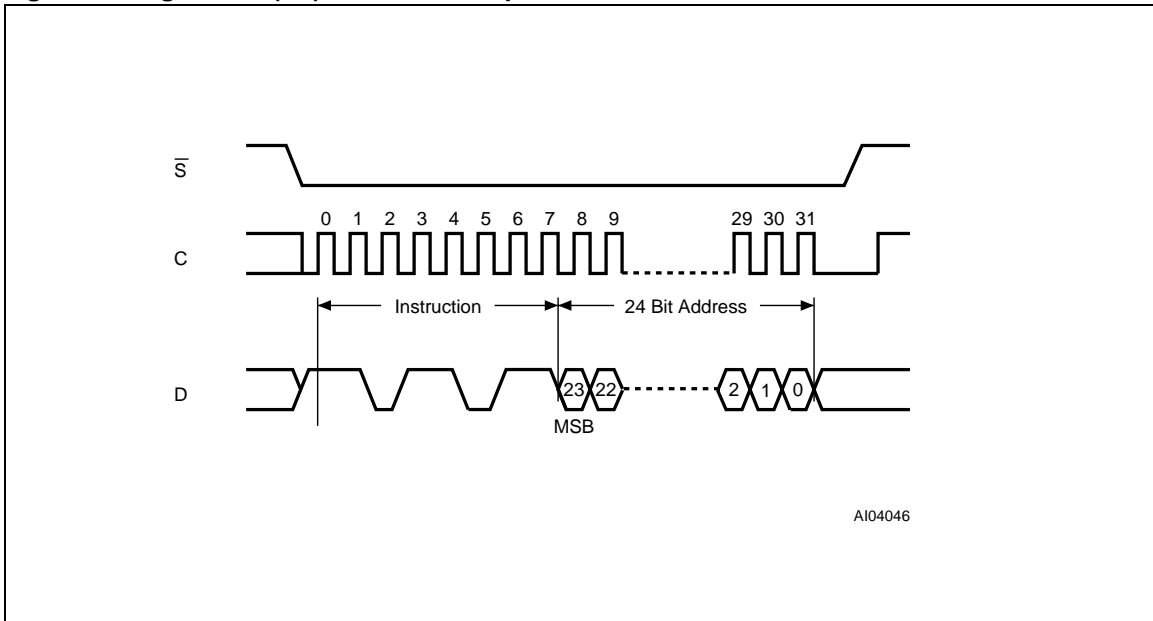 S̅
0 1 2 3 4 5 6 7 8 9 29 30 31
C
Instruction 24 Bit Address
D
23 22 2 1 0
MSB
AI04046